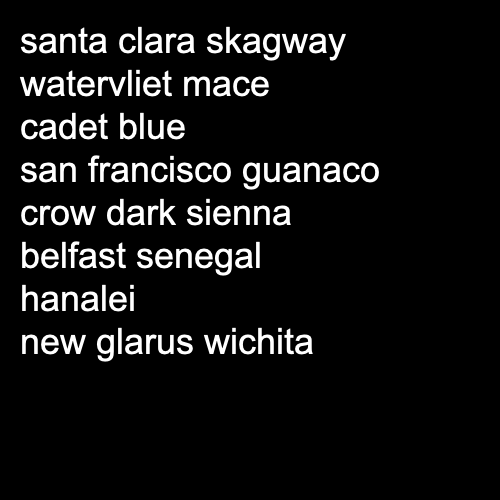 santa clara skagway
watervliet mace
cadet blue
san francisco guanaco
crow dark sienna
belfast senegal
hanalei
new glarus wichita